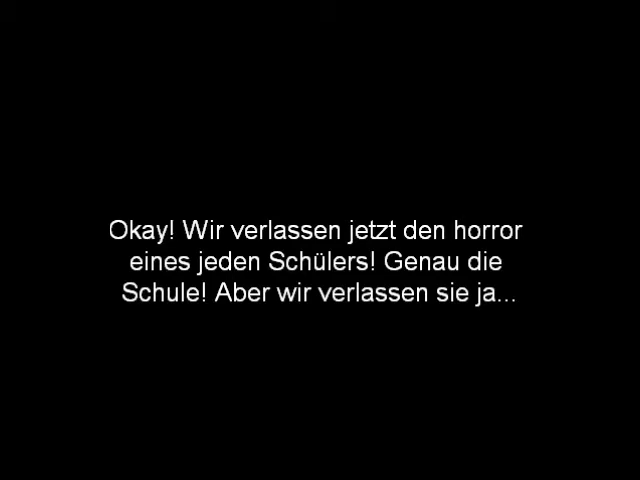 Okay! Wir verlassen jetzt den horror
eines jeden Schülers! Genau die
Schule! Aber wir verlassen sie ja...